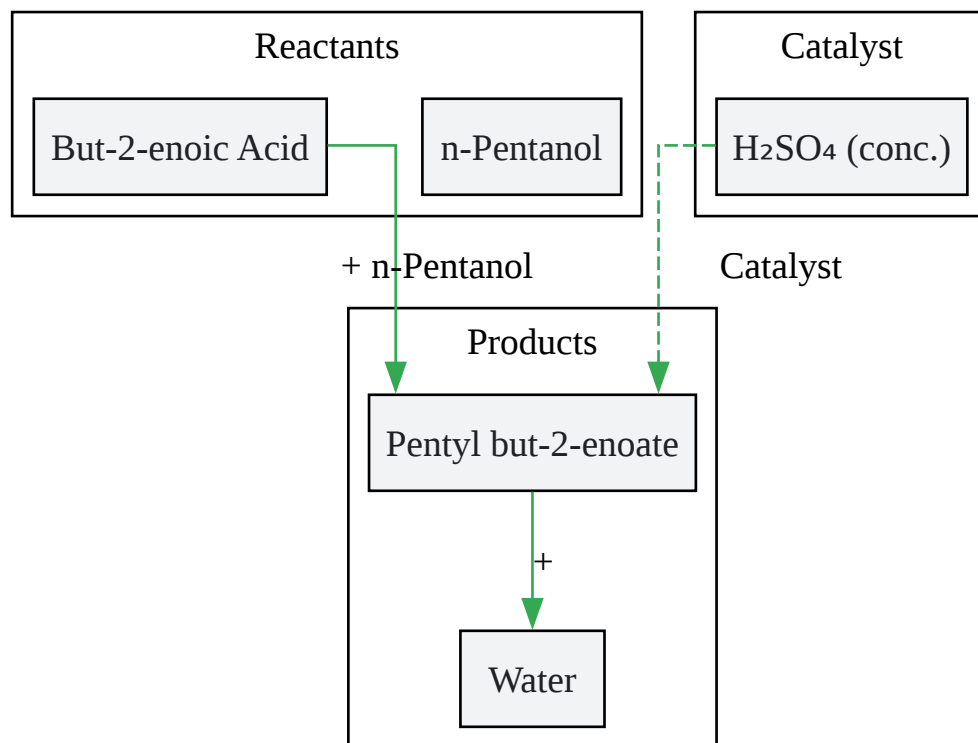 Reactants
Catalyst
But-2-enoic Acid
n-Pentanol
H₂SO₄ (conc.)
+ n-Pentanol
Catalyst
Products
Pentyl but-2-enoate
+
Water